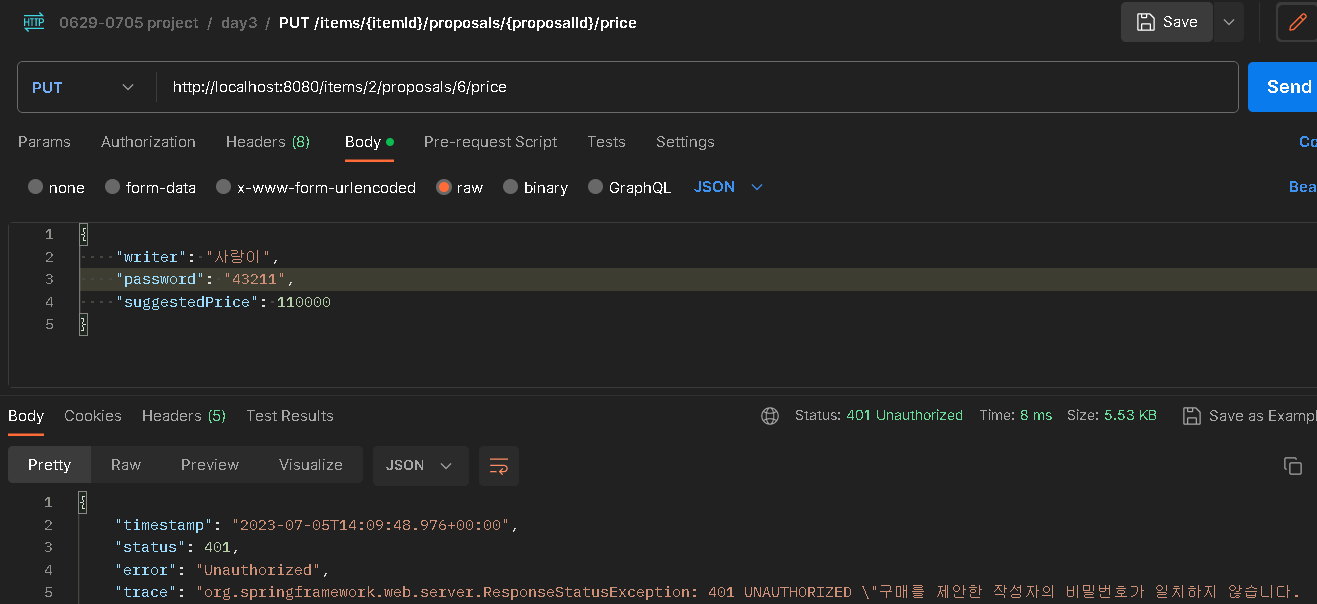 HTTP 0629-0705 project / day3 / PUT /items/{itemId}/proposals/{proposalId}/price Save
PUT http://localhost:8080/items/2/proposals/6/price Send
Params Authorization Headers (8) Body Pre-request Script Tests Settings Co
none form-data x-www-form-urlencoded raw binary GraphQL JSON Bea
1 {
2 "writer": "사랑이",
3 "password": "43211",
4 "suggestedPrice": 110000
5 }
Body Cookies Headers (5) Test Results Status: 401 Unauthorized Time: 8 ms Size: 5.53 KB Save as Exampl
Pretty Raw Preview Visualize JSON
1 {
2 "timestamp": "2023-07-05T14:09:48.976+00:00",
3 "status": 401,
4 "error": "Unauthorized",
5 "trace": "org.springframework.web.server.ResponseStatusException: 401 UNAUTHORIZED \"구매를 제안한 작성자의 비밀번호가 일치하지 않습니다.